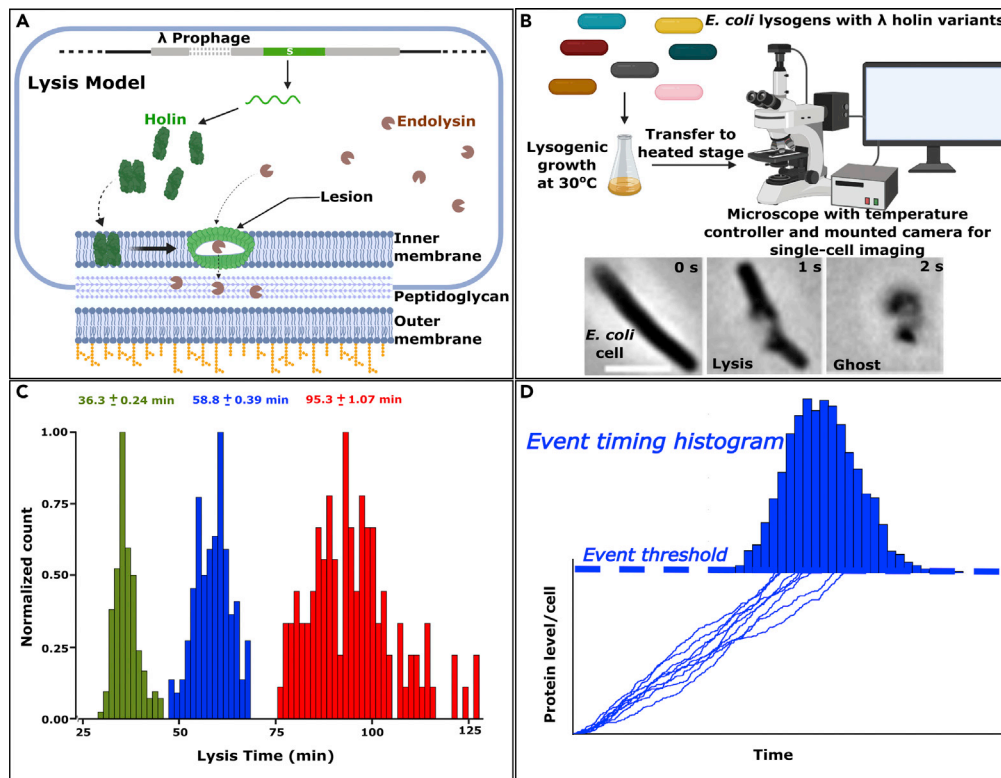 A
λ Prophage
S
Lysis Model
Holin
Endolysin
Lesion
Inner
membrane
Peptidoglycan
Outer
membrane
B
E. coli lysogens with λ holin variants
Lysogenic
growth
at 30°C
Transfer to
heated stage
Microscope with temperature
controller and mounted camera for
single-cell imaging
0 s
E. coli
cell
1 s
Lysis
2 s
Ghost
C
36.3 ± 0.24 min
58.8 ± 0.39 min
95.3 ± 1.07 min
Normalized count
1.00
0.75
0.50
0.25
0.00
25
50
75
100
125
Lysis Time (min)
D
Event timing histogram
Event threshold
Protein level/cell
Time